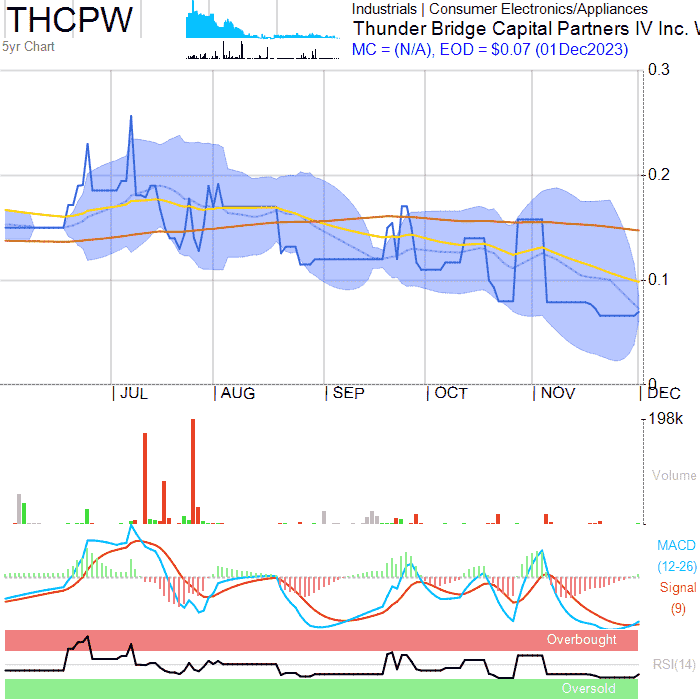 THCPW
5yr Chart
Industrials | Consumer Electronics/Appliances
Thunder Bridge Capital Partners IV Inc. W
MC = (N/A), EOD = $0.07 (01Dec2023)
0.3
0.2
0.1
0
JUL AUG SEP OCT NOV DEC
198k
Volume
MACD
(12-26)
Signal
(9)
Overbought
RSI(14)
Oversold